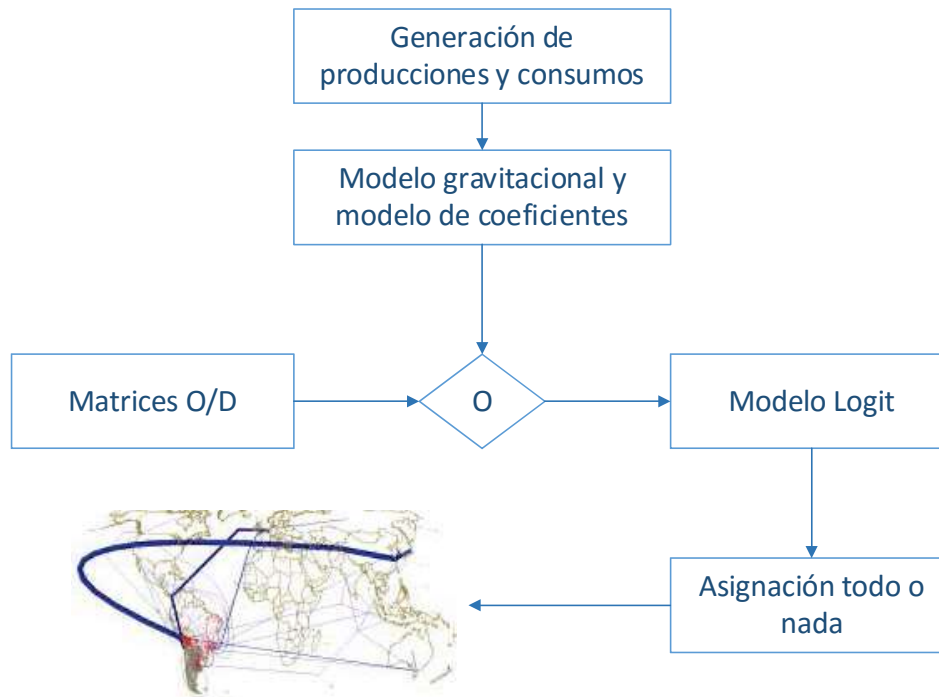 Generación de
producciones y consumos
Modelo gravitacional y
modelo de coeficientes
Matrices O/D
O
Modelo Logit
Asignación todo o
nada